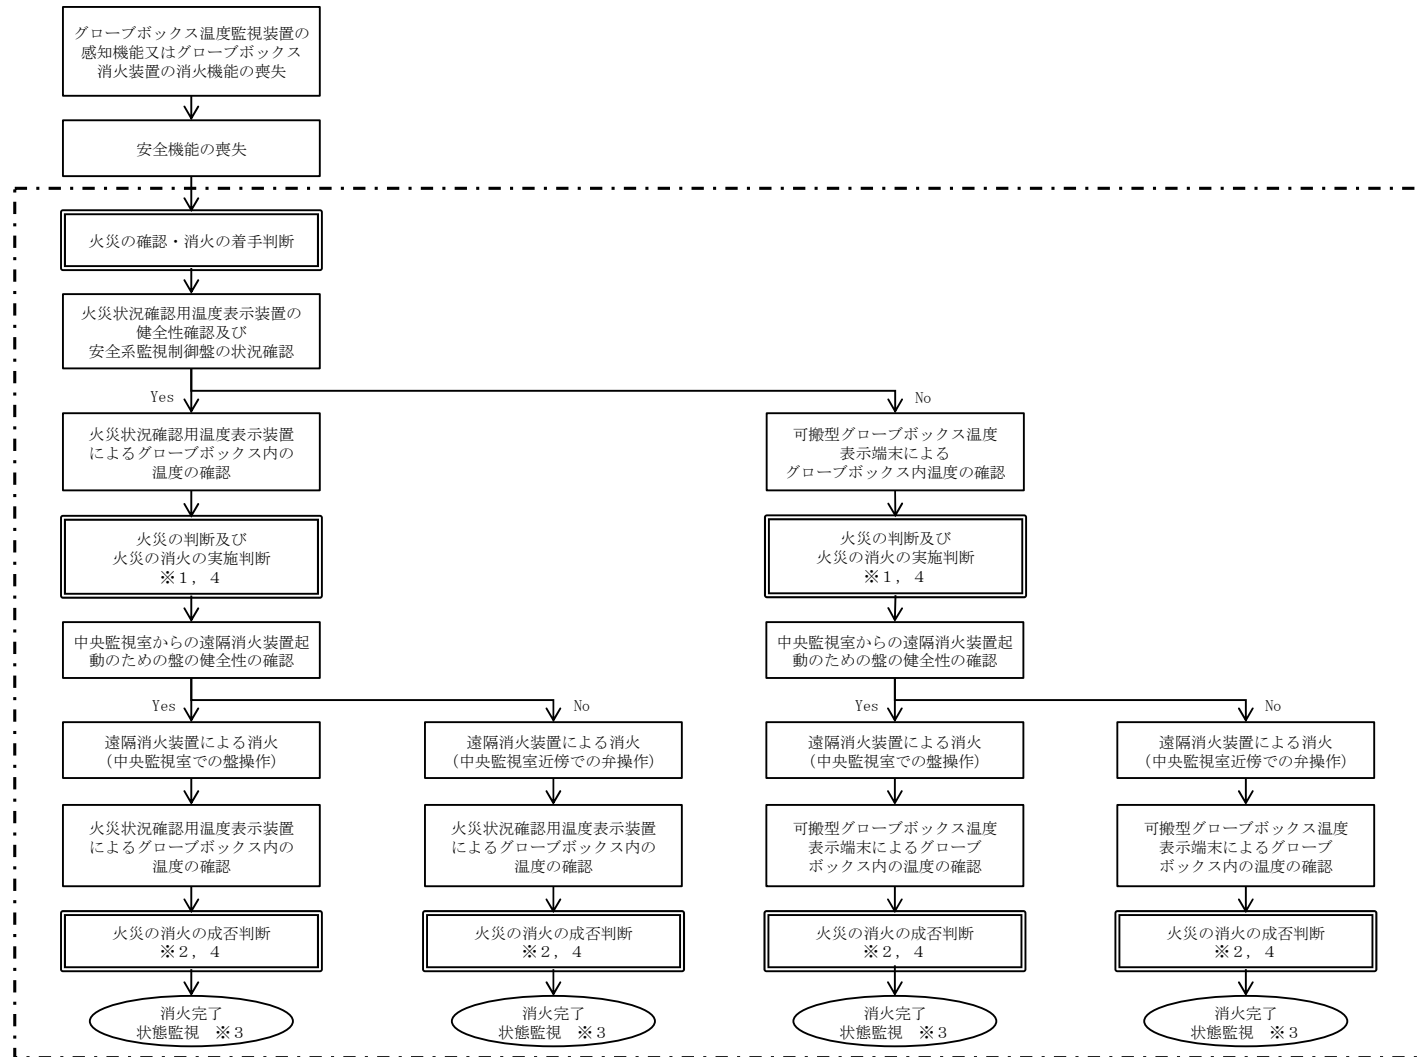 グローブボックス温度監視装置の
感知機能又はグローブボックス
消火装置の消火機能の喪失
安全機能の喪失
火災の確認・消火の着手判断
火災状況確認用温度表示装置の
健全性確認及び
安全系監視制御盤の状況確認
Yes
No
火災状況確認用温度表示装置
によるグローブボックス内の
温度の確認
可搬型グローブボックス温度
表示端末による
グローブボックス内温度の確認
火災の判断及び
火災の消火の実施判断
※1, 4
火災の判断及び
火災の消火の実施判断
※1, 4
中央監視室からの遠隔消火装置起
動のための盤の健全性の確認
中央監視室からの遠隔消火装置起
動のための盤の健全性の確認
Yes
No
Yes
No
遠隔消火装置による消火
(中央監視室での盤操作)
遠隔消火装置による消火
(中央監視室近傍での弁操作)
遠隔消火装置による消火
(中央監視室での盤操作)
遠隔消火装置による消火
(中央監視室近傍での弁操作)
火災状況確認用温度表示装置
によるグローブボックス内の
温度の確認
火災状況確認用温度表示装置
によるグローブボックス内の
温度の確認
可搬型グローブボックス温度
表示端末によるグローブ
ボックス内の温度の確認
可搬型グローブボックス温度
表示端末によるグローブ
ボックス内の温度の確認
火災の消火の成否判断
※2, 4
火災の消火の成否判断
※2, 4
火災の消火の成否判断
※2, 4
火災の消火の成否判断
※2, 4
消火完了
状態監視 ※3
消火完了
状態監視 ※3
消火完了
状態監視 ※3
消火完了
状態監視 ※3